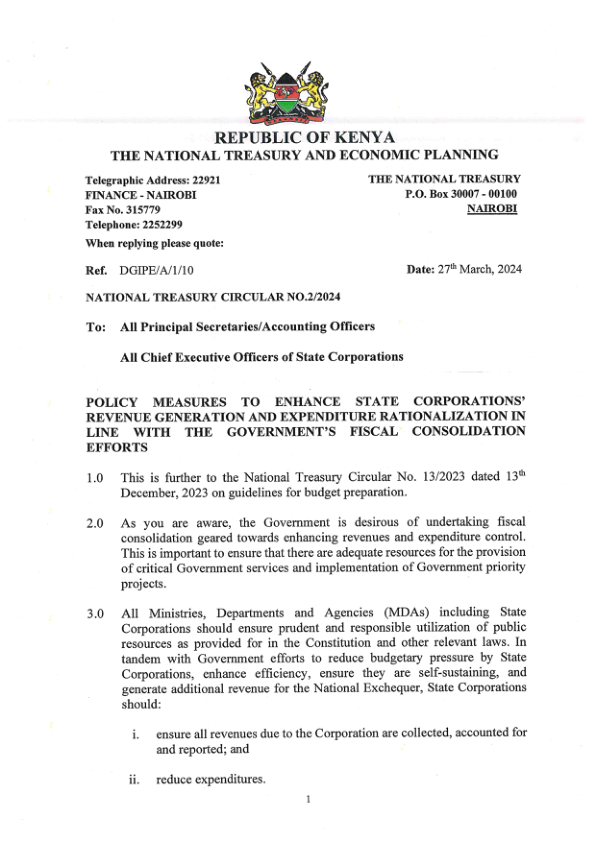 REPUBLIC OF KENYA
THE NATIONAL TREASURY AND ECONOMIC PLANNING
Telegraphic Address: 22921
FINANCE - NAIROBI
Fax No. 315779
Telephone: 2252299
When replying please quote:
THE NATIONAL TREASURY
P.O. Box 30007 - 00100
NAIROBI
Ref. DGIPE/A/1/10
Date: 27th March, 2024
NATIONAL TREASURY CIRCULAR NO.2/2024
To: All Principal Secretaries/Accounting Officers
All Chief Executive Officers of State Corporations
POLICY MEASURES TO ENHANCE STATE CORPORATIONS'
REVENUE GENERATION AND EXPENDITURE RATIONALIZATION IN
LINE WITH THE GOVERNMENT'S FISCAL CONSOLIDATION
EFFORTS
1.0 This is further to the National Treasury Circular No. 13/2023 dated 13th
December, 2023 on guidelines for budget preparation.
2.0 As you are aware, the Government is desirous of undertaking fiscal
consolidation geared towards enhancing revenues and expenditure control.
This is important to ensure that there are adequate resources for the provision
of critical Government services and implementation of Government priority
projects.
3.0 All Ministries, Departments and Agencies (MDAs) including State
Corporations should ensure prudent and responsible utilization of public
resources as provided for in the Constitution and other relevant laws. In
tandem with Government efforts to reduce budgetary pressure by State
Corporations, enhance efficiency, ensure they are self-sustaining, and
generate additional revenue for the National Exchequer, State Corporations
should:
i. ensure all revenues due to the Corporation are collected, accounted for
and reported; and
ii. reduce expenditures.
1